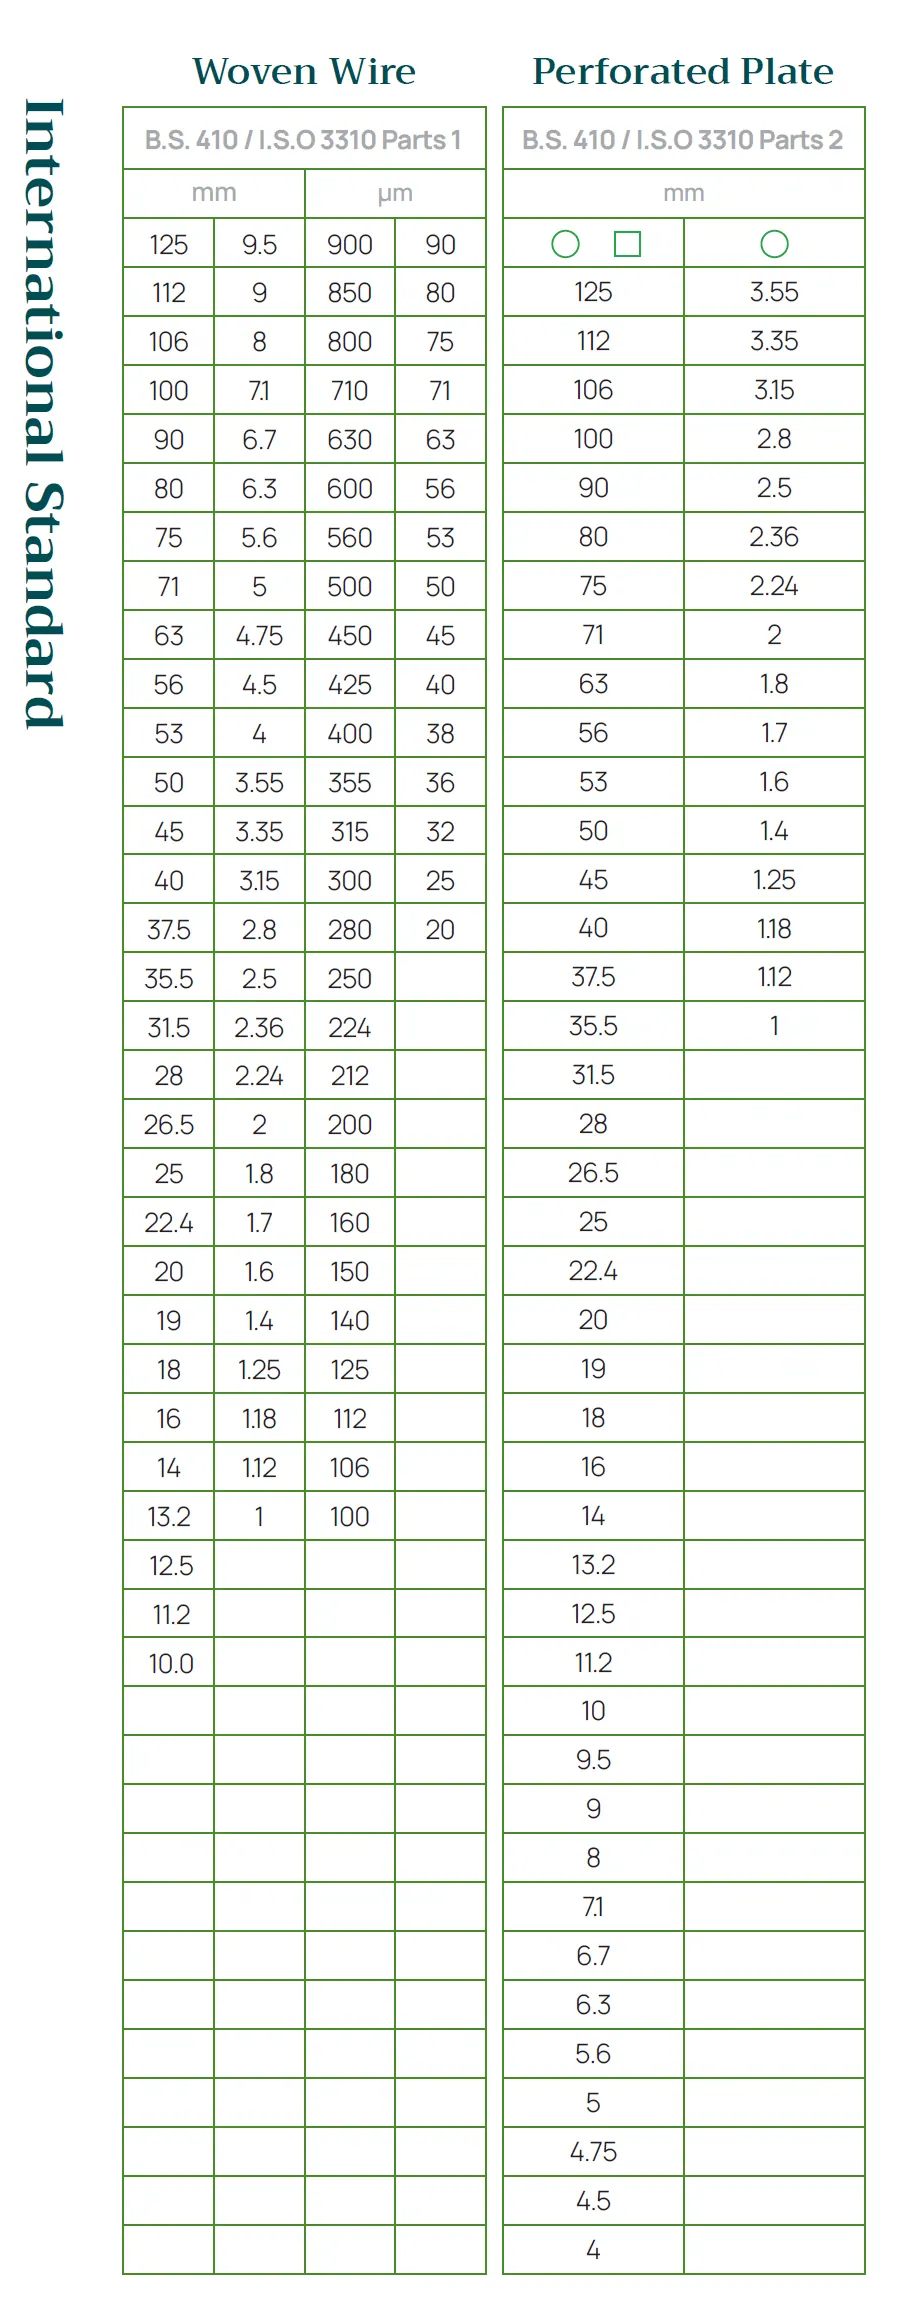 International Standard
Woven Wire Perforated Plate
B.S. 410 / I.S.O 3310 Parts 1 B.S. 410 / I.S.O 3310 Parts 2
mm µm mm
125 9.5 900 90
112 9 850 80 125 3.55
106 8 800 75 112 3.35
100 7.1 710 71 106 3.15
90 6.7 630 63 100 2.8
80 6.3 600 56 90 2.5
75 5.6 560 53 80 2.36
71 5 500 50 75 2.24
63 4.75 450 45 71 2
56 4.5 425 40 63 1.8
53 4 400 38 56 1.7
50 3.55 355 36 53 1.6
45 3.35 315 32 50 1.4
40 3.15 300 25 45 1.25
37.5 2.8 280 20 40 1.18
35.5 2.5 250 37.5 1.12
31.5 2.36 224 35.5 1
28 2.24 212 31.5
26.5 2 200 28
25 1.8 180 26.5
22.4 1.7 160 25
20 1.6 150 22.4
19 1.4 140 20
18 1.25 125 19
16 1.18 112 18
14 1.12 106 16
13.2 1 100 14
12.5 13.2
11.2 12.5
10.0 11.2
10
9.5
9
8
7.1
6.7
6.3
5.6
5
4.75
4.5
4